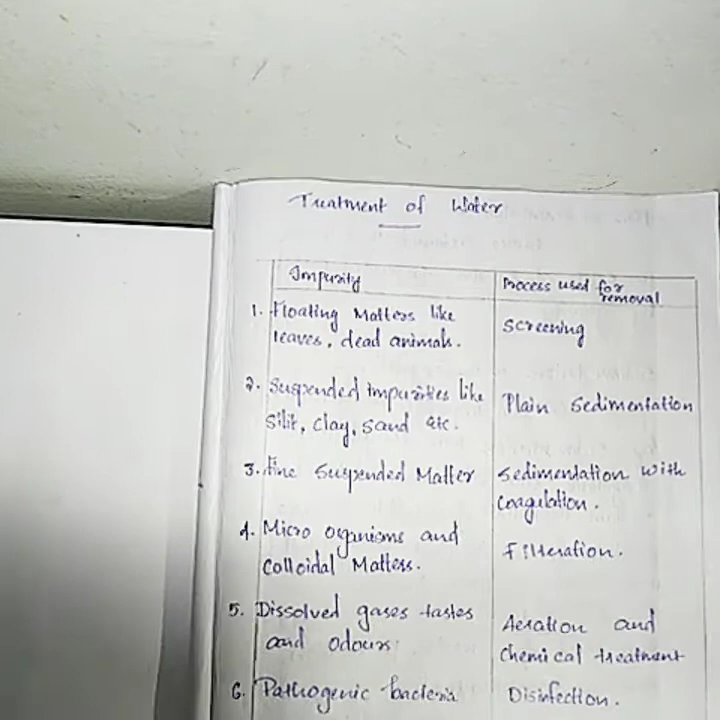 Treatment of Water
Impurity
Process used for
removal
1. Floating Matters like
leaves, dead animals.
Screening
2. Suspended impurities like
Silit, clay, sand etc.
Plain Sedimentation
3. Fine Suspended Matter
Sedimentation with
Coagulation.
4. Micro organisms and
Colloidal Matters.
Filteration.
5. Dissolved gases tastes
and odours
Aeration and
Chemical treatment
6. Pathogenic bacteria
Disinfection.